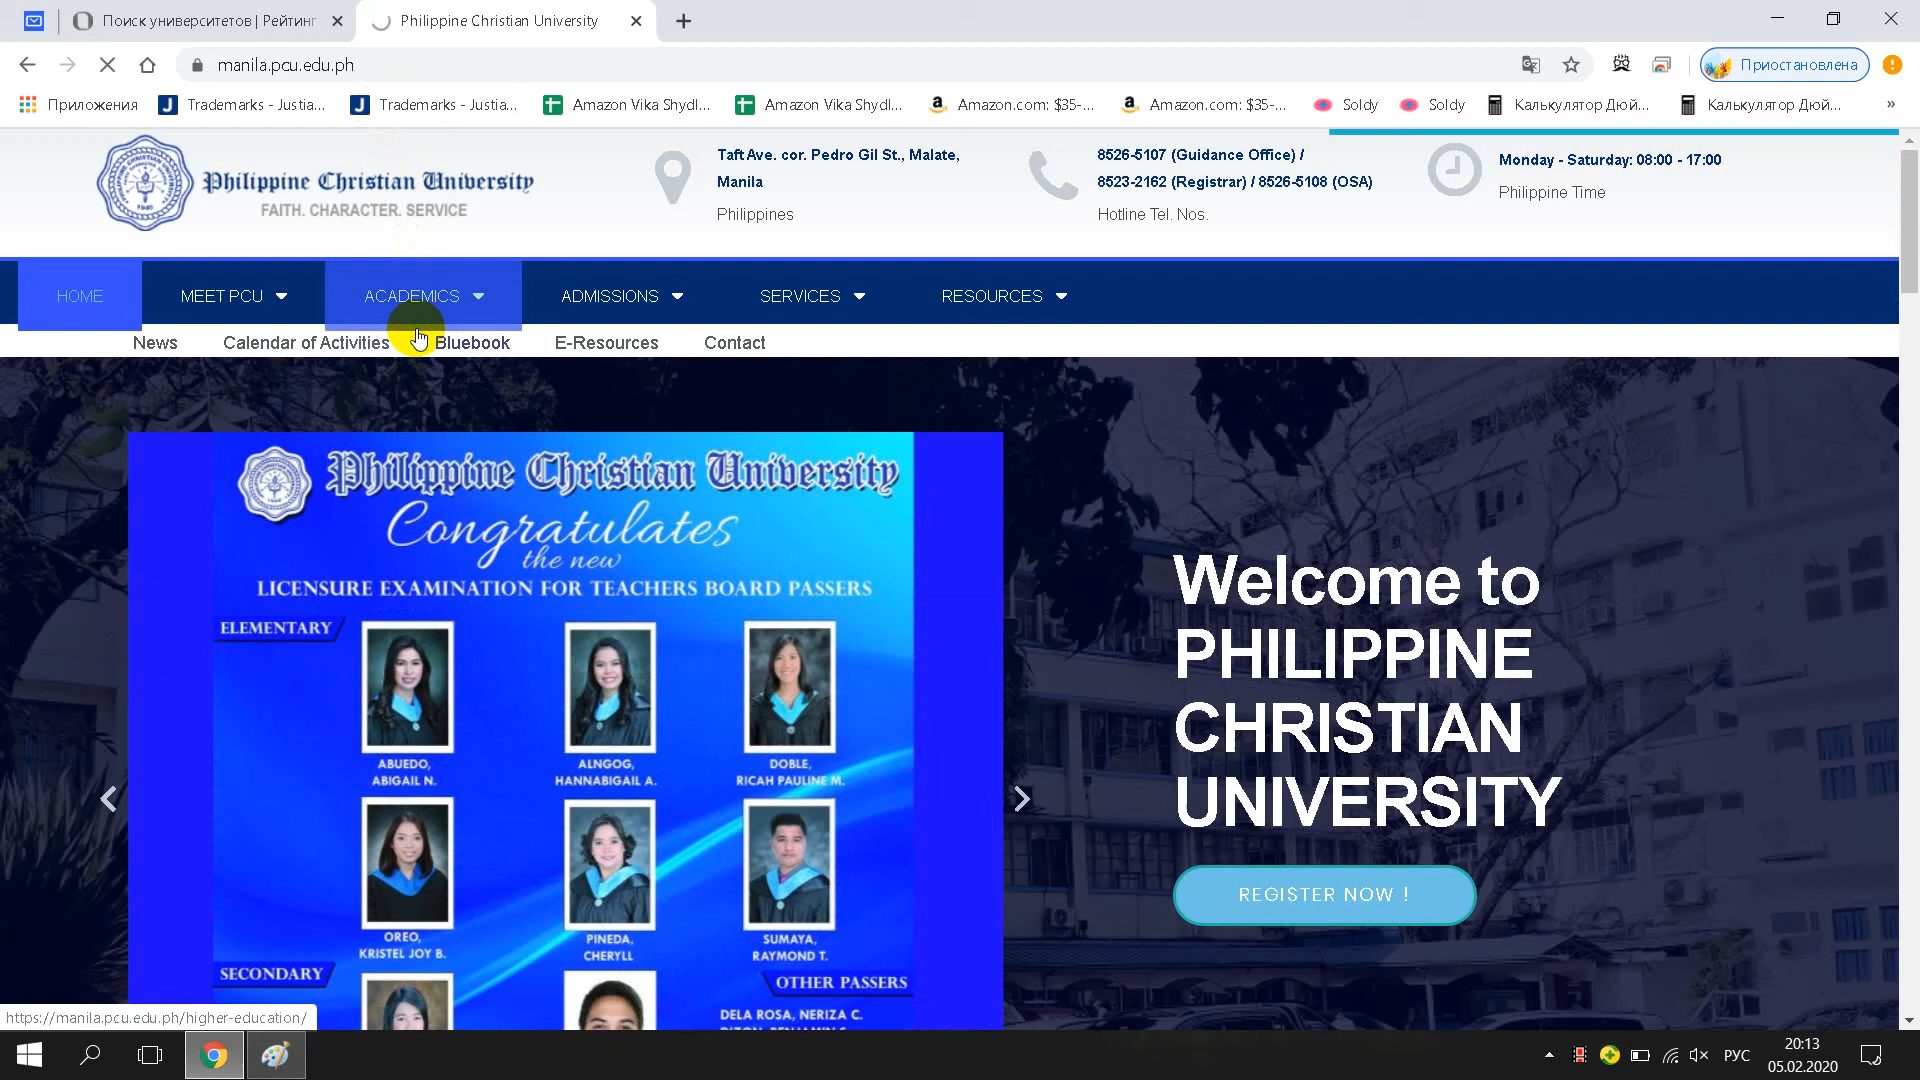 Поиск университетов | Рейтинг
Philippine Christian University
manila.pcu.edu.ph
Приостановлена
Приложения
Trademarks - Justia...
Trademarks - Justia...
Amazon Vika Shydl...
Amazon Vika Shydl...
Amazon.com: $35-...
Amazon.com: $35-...
Soldy
Soldy
Калькулятор Дюй...
Калькулятор Дюй...
»
Philippine Christian University
FAITH. CHARACTER. SERVICE
Taft Ave. cor. Pedro Gil St., Malate,
Manila
Philippines
8526-5107 (Guidance Office) /
8523-2162 (Registrar) / 8526-5108 (OSA)
Hotline Tel. Nos.
Monday - Saturday: 08:00 - 17:00
Philippine Time
HOME
MEET PCU
ACADEMICS
ADMISSIONS
SERVICES
RESOURCES
News
Calendar of Activities
Bluebook
E-Resources
Contact
Philippine Christian University
Congratulates
the new
LICENSURE EXAMINATION FOR TEACHERS BOARD PASSERS
ELEMENTARY
ABUEDO,
ABIGAIL N.
ALNGOG,
HANNABIGAIL A.
DOBLE,
RICAH PAULINE M.
OREO,
KRISTEL JOY B.
PINEDA,
CHERYLL
SUMAYA,
RAYMOND T.
SECONDARY
OTHER PASSERS
DELA ROSA, NERIZA C.
Welcome to
PHILIPPINE
CHRISTIAN
UNIVERSITY
REGISTER NOW !
https://manila.pcu.edu.ph/higher-education/
РУС
20:13
05.02.2020